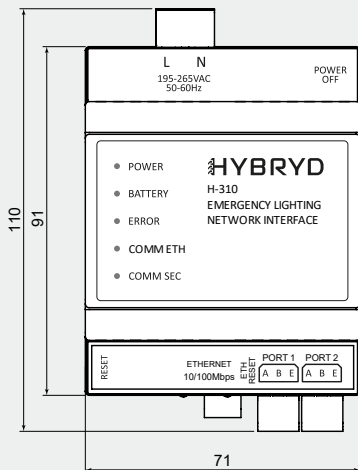 L N
195-265VAC
50-60Hz
POWER
OFF
110
91
POWER
BATTERY
ERROR
COMM ETH
COMM SEC
HYBRYD
H-310
EMERGENCY LIGHTING
NETWORK INTERFACE
RESET
ETHERNET
10/100Mbps
ETH
RESET
PORT 1
A B E
PORT 2
A B E
71